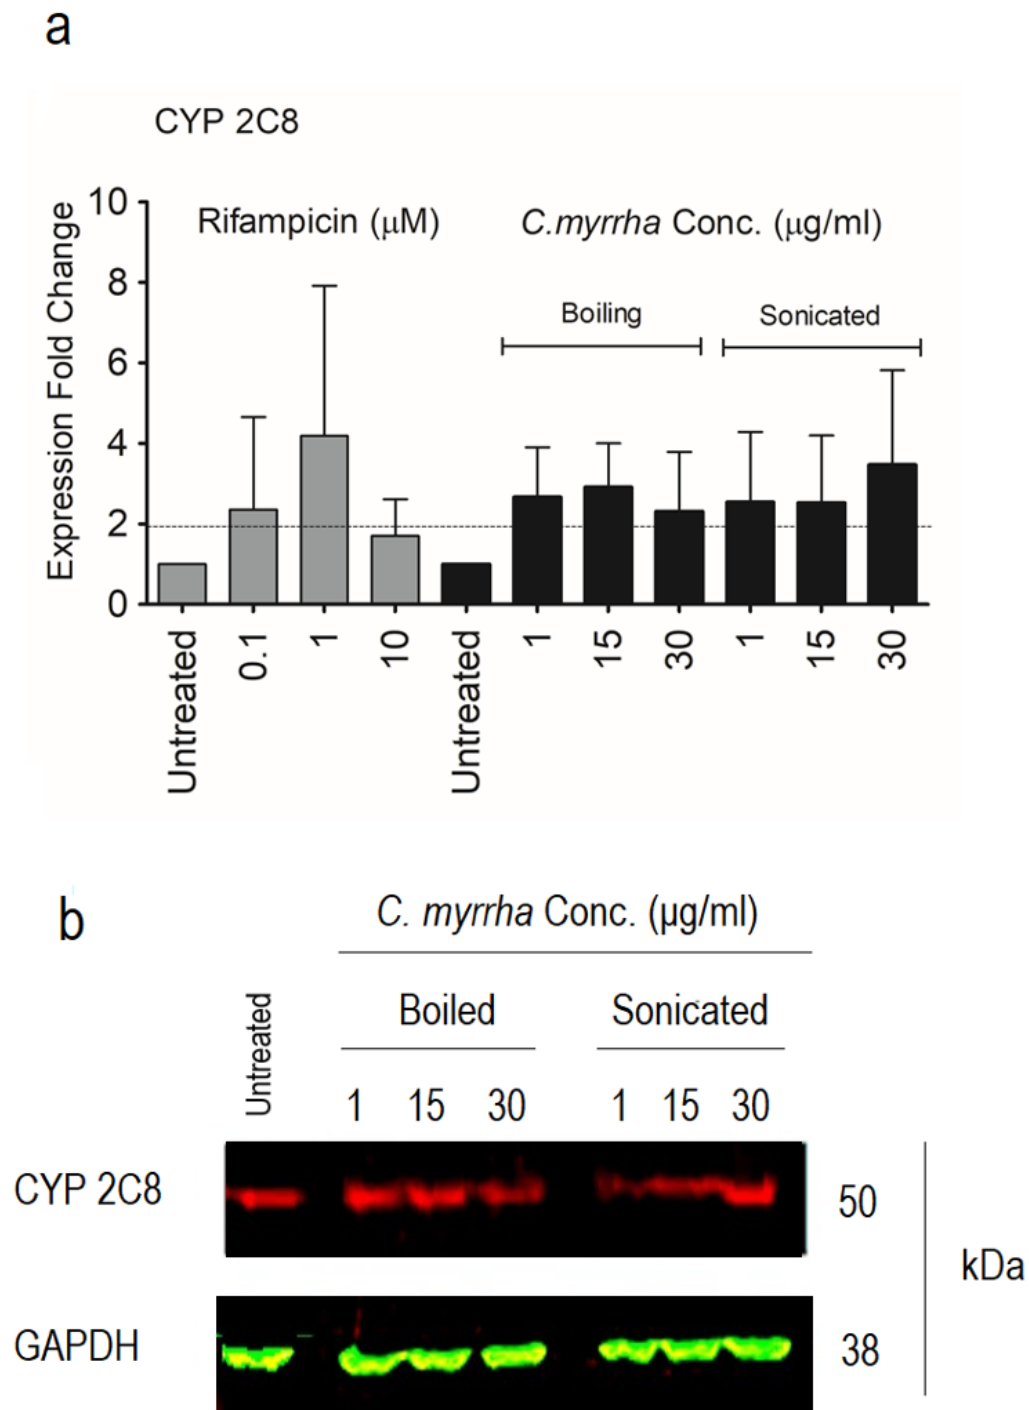 a
CYP 2C8
10
8
6
4
2
0
Expression Fold Change
Rifampicin (μM)
C.myrrha Conc. (μg/ml)
Boiling
Sonicated
Untreated
0.1
1
10
Untreated
1
15
30
1
15
30
b
C. myrrha Conc. (μg/ml)
Untreated
Boiled
Sonicated
1 15 30 1 15 30
CYP 2C8
50
kDa
GAPDH
38